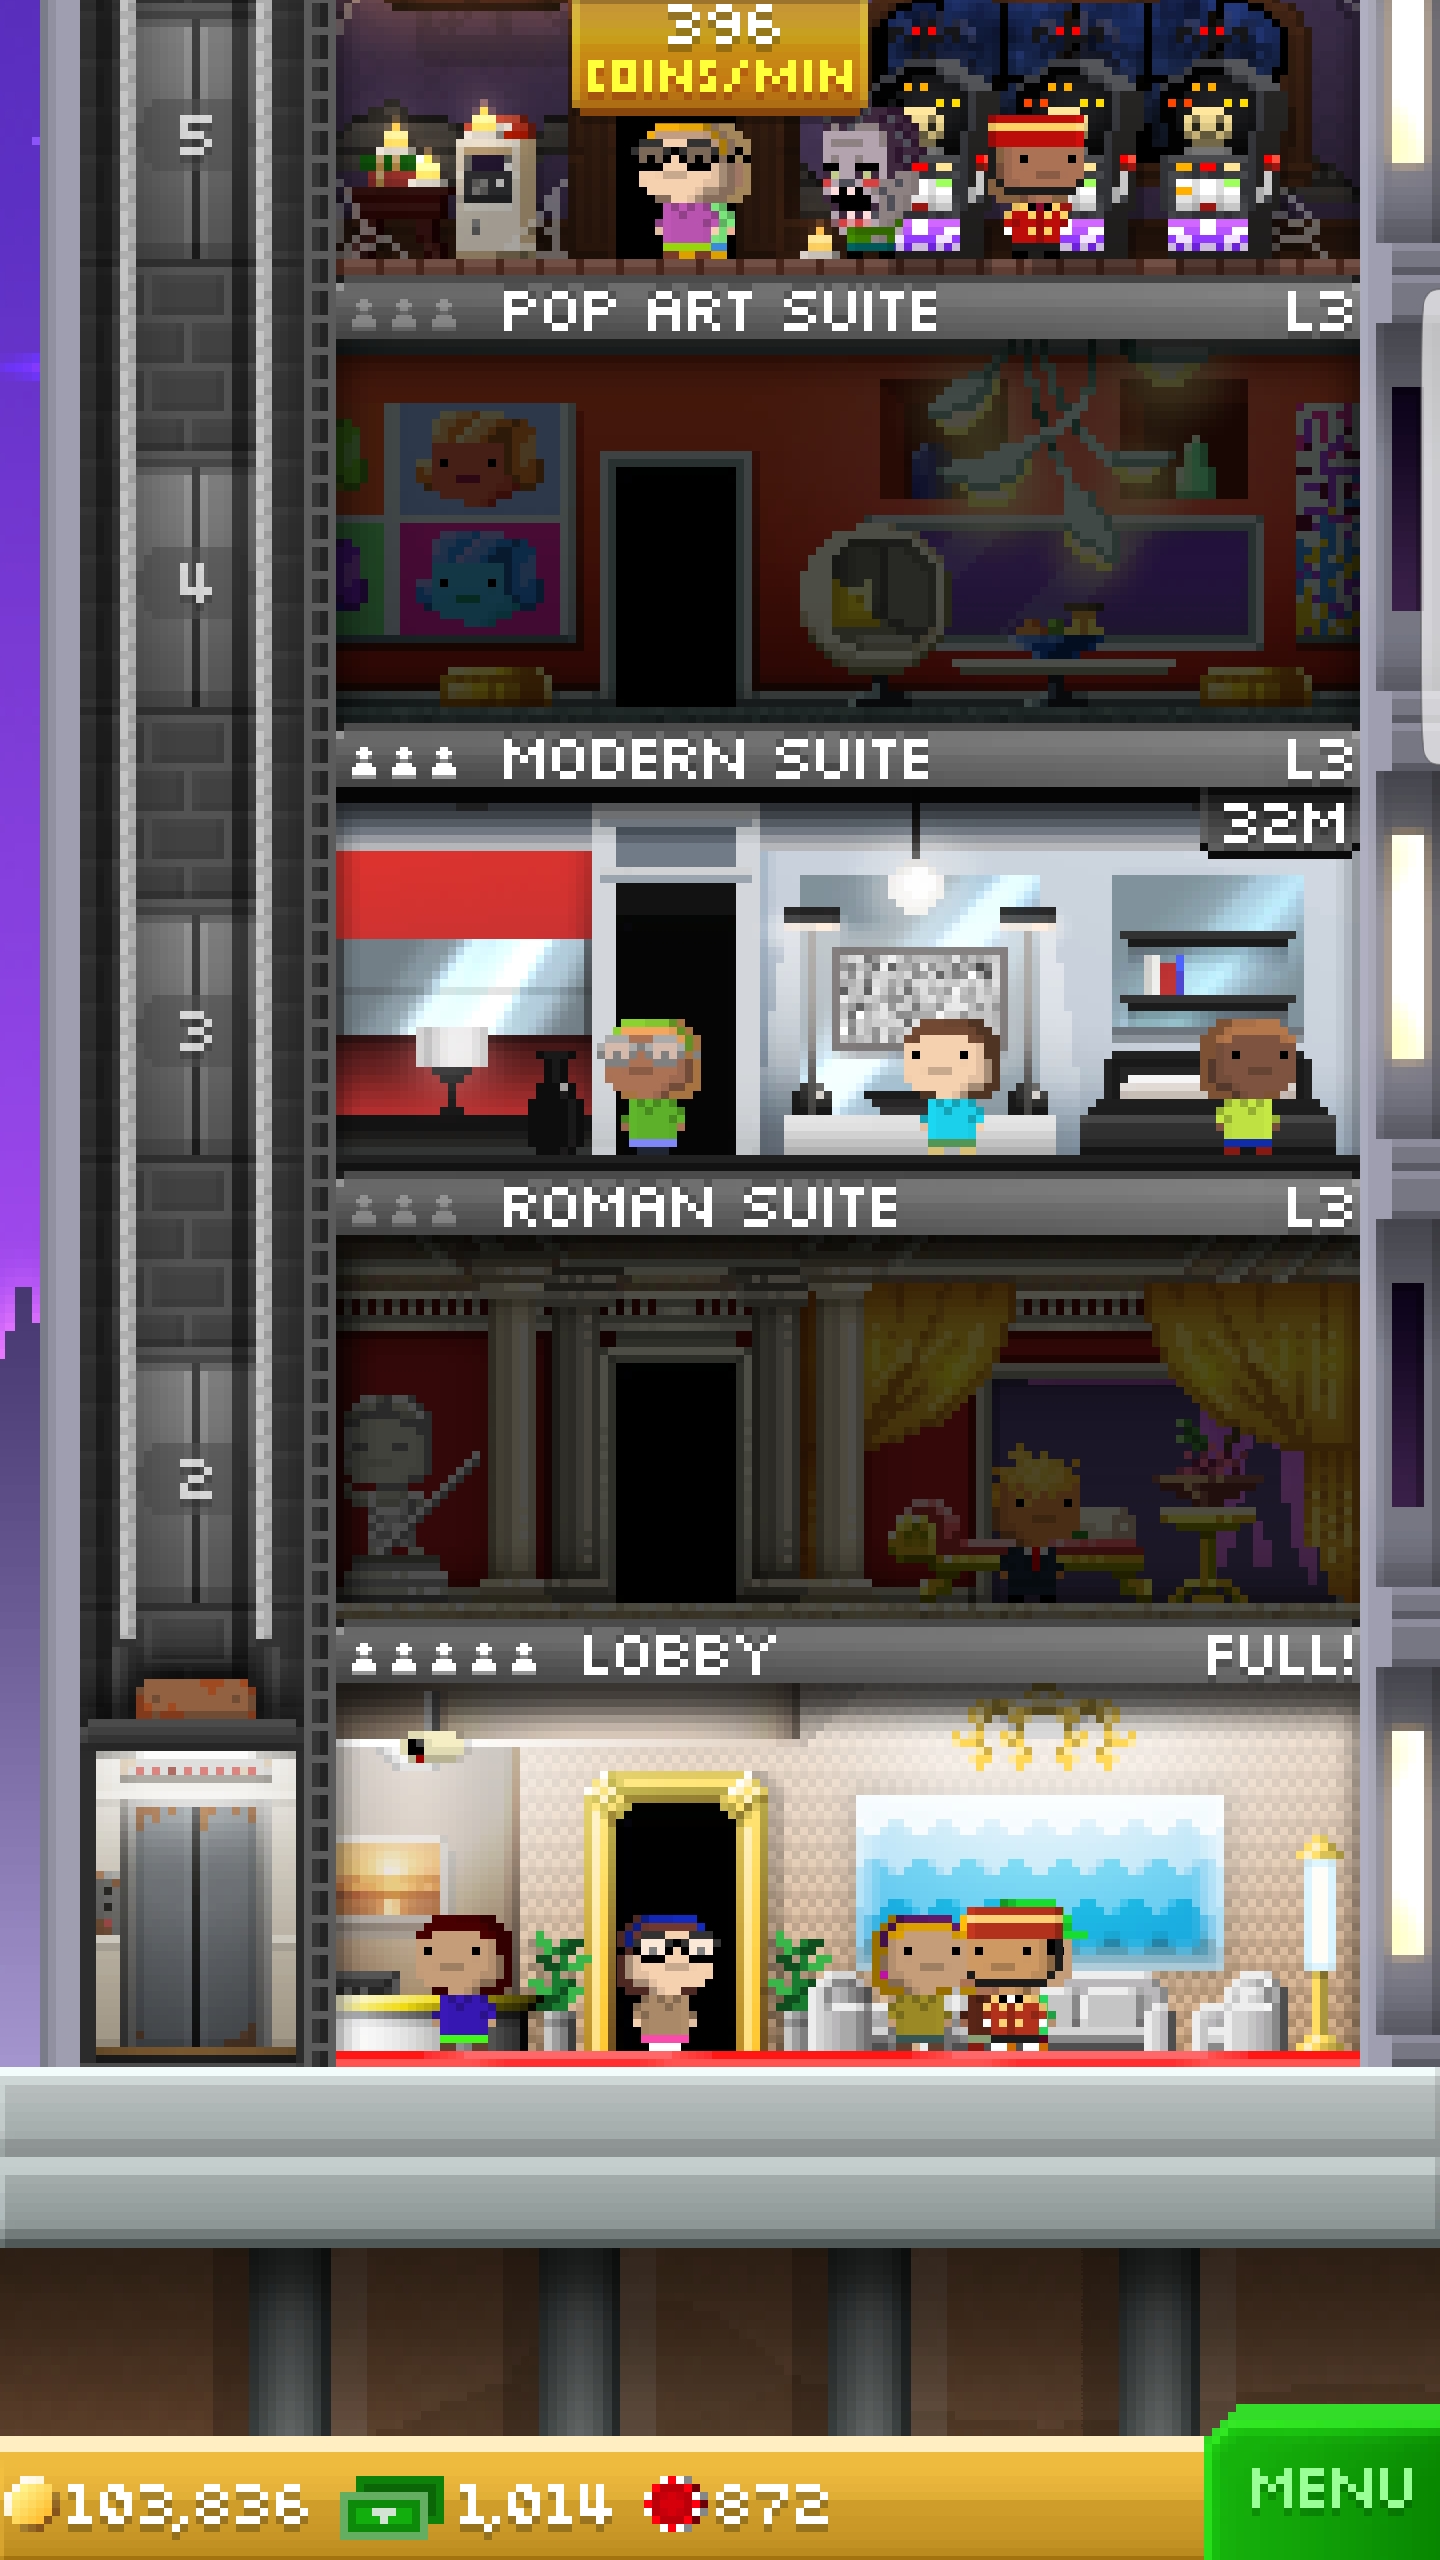 396
COINS/MIN
5
POP ART SUITE L3
4
MODERN SUITE L3
32M
3
ROMAN SUITE L3
2
LOBBY FULL!
103,836 1,014 872
MENU